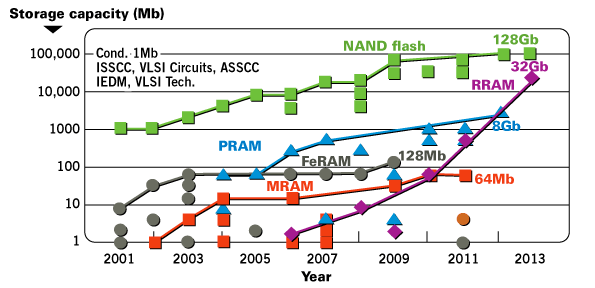 Storage capacity (Mb)
128Gb
NAND flash
100,000
Cond. 1Mb
32Gb
ISSCC, VLSI Circuits, ASSCC
IEDM, VLSI Tech.
RRAM
10,000
1000
8Gb
PRAM
FeRAM
128Mb
100
MRAM
64Mb
10
1
2001 2003 2005 2007 2009 2011 2013
Year